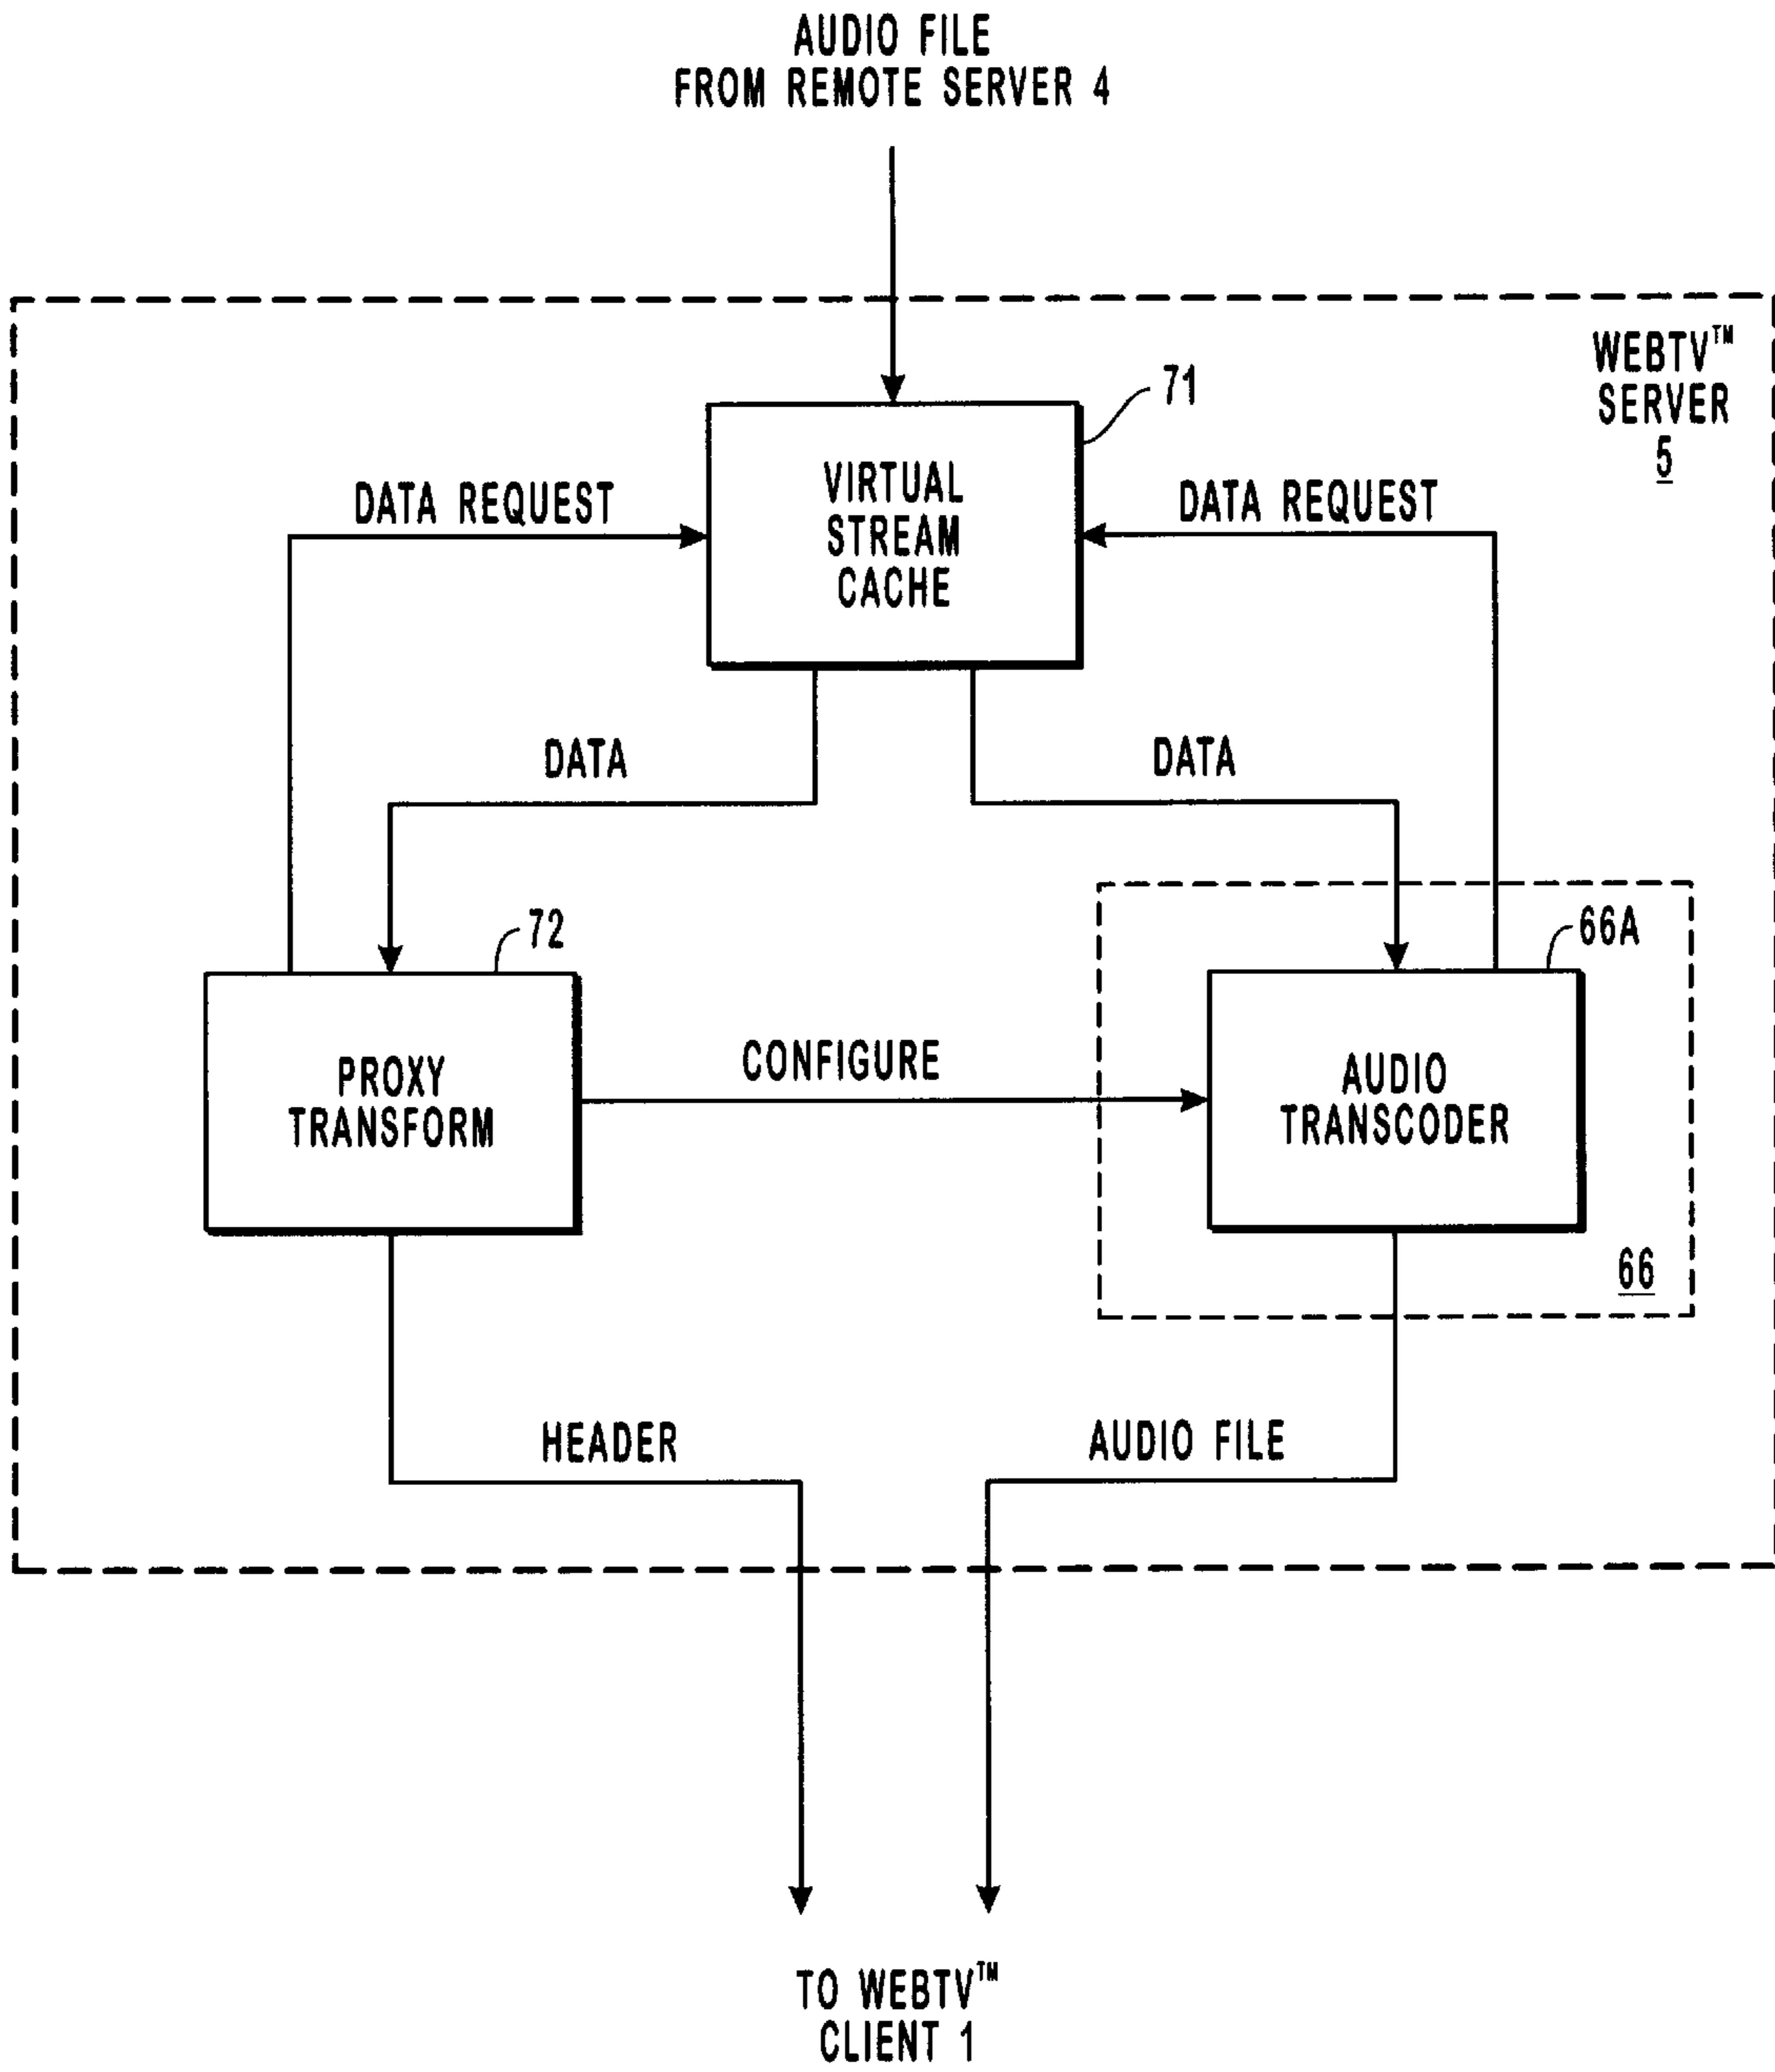 AUDIO FILE
FROM REMOTE SERVER 4
WEBTV™
SERVER
5
71
VIRTUAL
STREAM
CACHE
DATA REQUEST
DATA REQUEST
DATA
DATA
72
66A
PROXY
TRANSFORM
CONFIGURE
AUDIO
TRANSCODER
66
HEADER
AUDIO FILE
TO WEBTV™
CLIENT 1